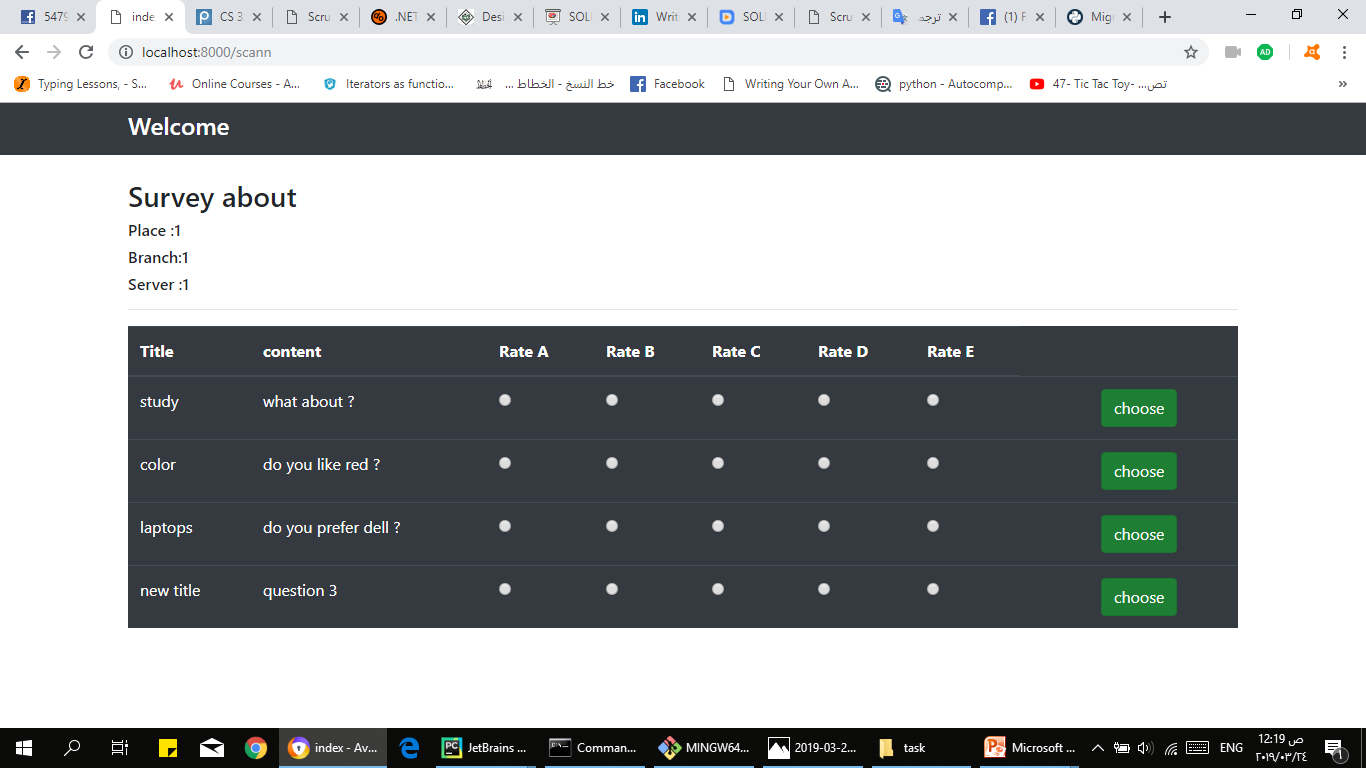 5479
inde
CS 3
Scru
.NET
Desi
SOLI
Writ
SOLI
Scru
ترجمة
(1) F
Migr
localhost:8000/scann
Typing Lessons, - S...
Online Courses - A...
Iterators as functio...
خط النسخ - الخطاط ...
Facebook
Writing Your Own A...
python - Autocomp...
47- Tic Tac Toy- ...تص
Welcome
Survey about
Place :1
Branch:1
Server :1
Title content Rate A Rate B Rate C Rate D Rate E
study what about ? choose
color do you like red ? choose
laptops do you prefer dell ? choose
new title question 3 choose
index - Av...
JetBrains ...
Comman...
MINGW64...
2019-03-2...
task
Microsoft ...
ENG
12:19 ص
٢٠١٩/٠٣/٢٤